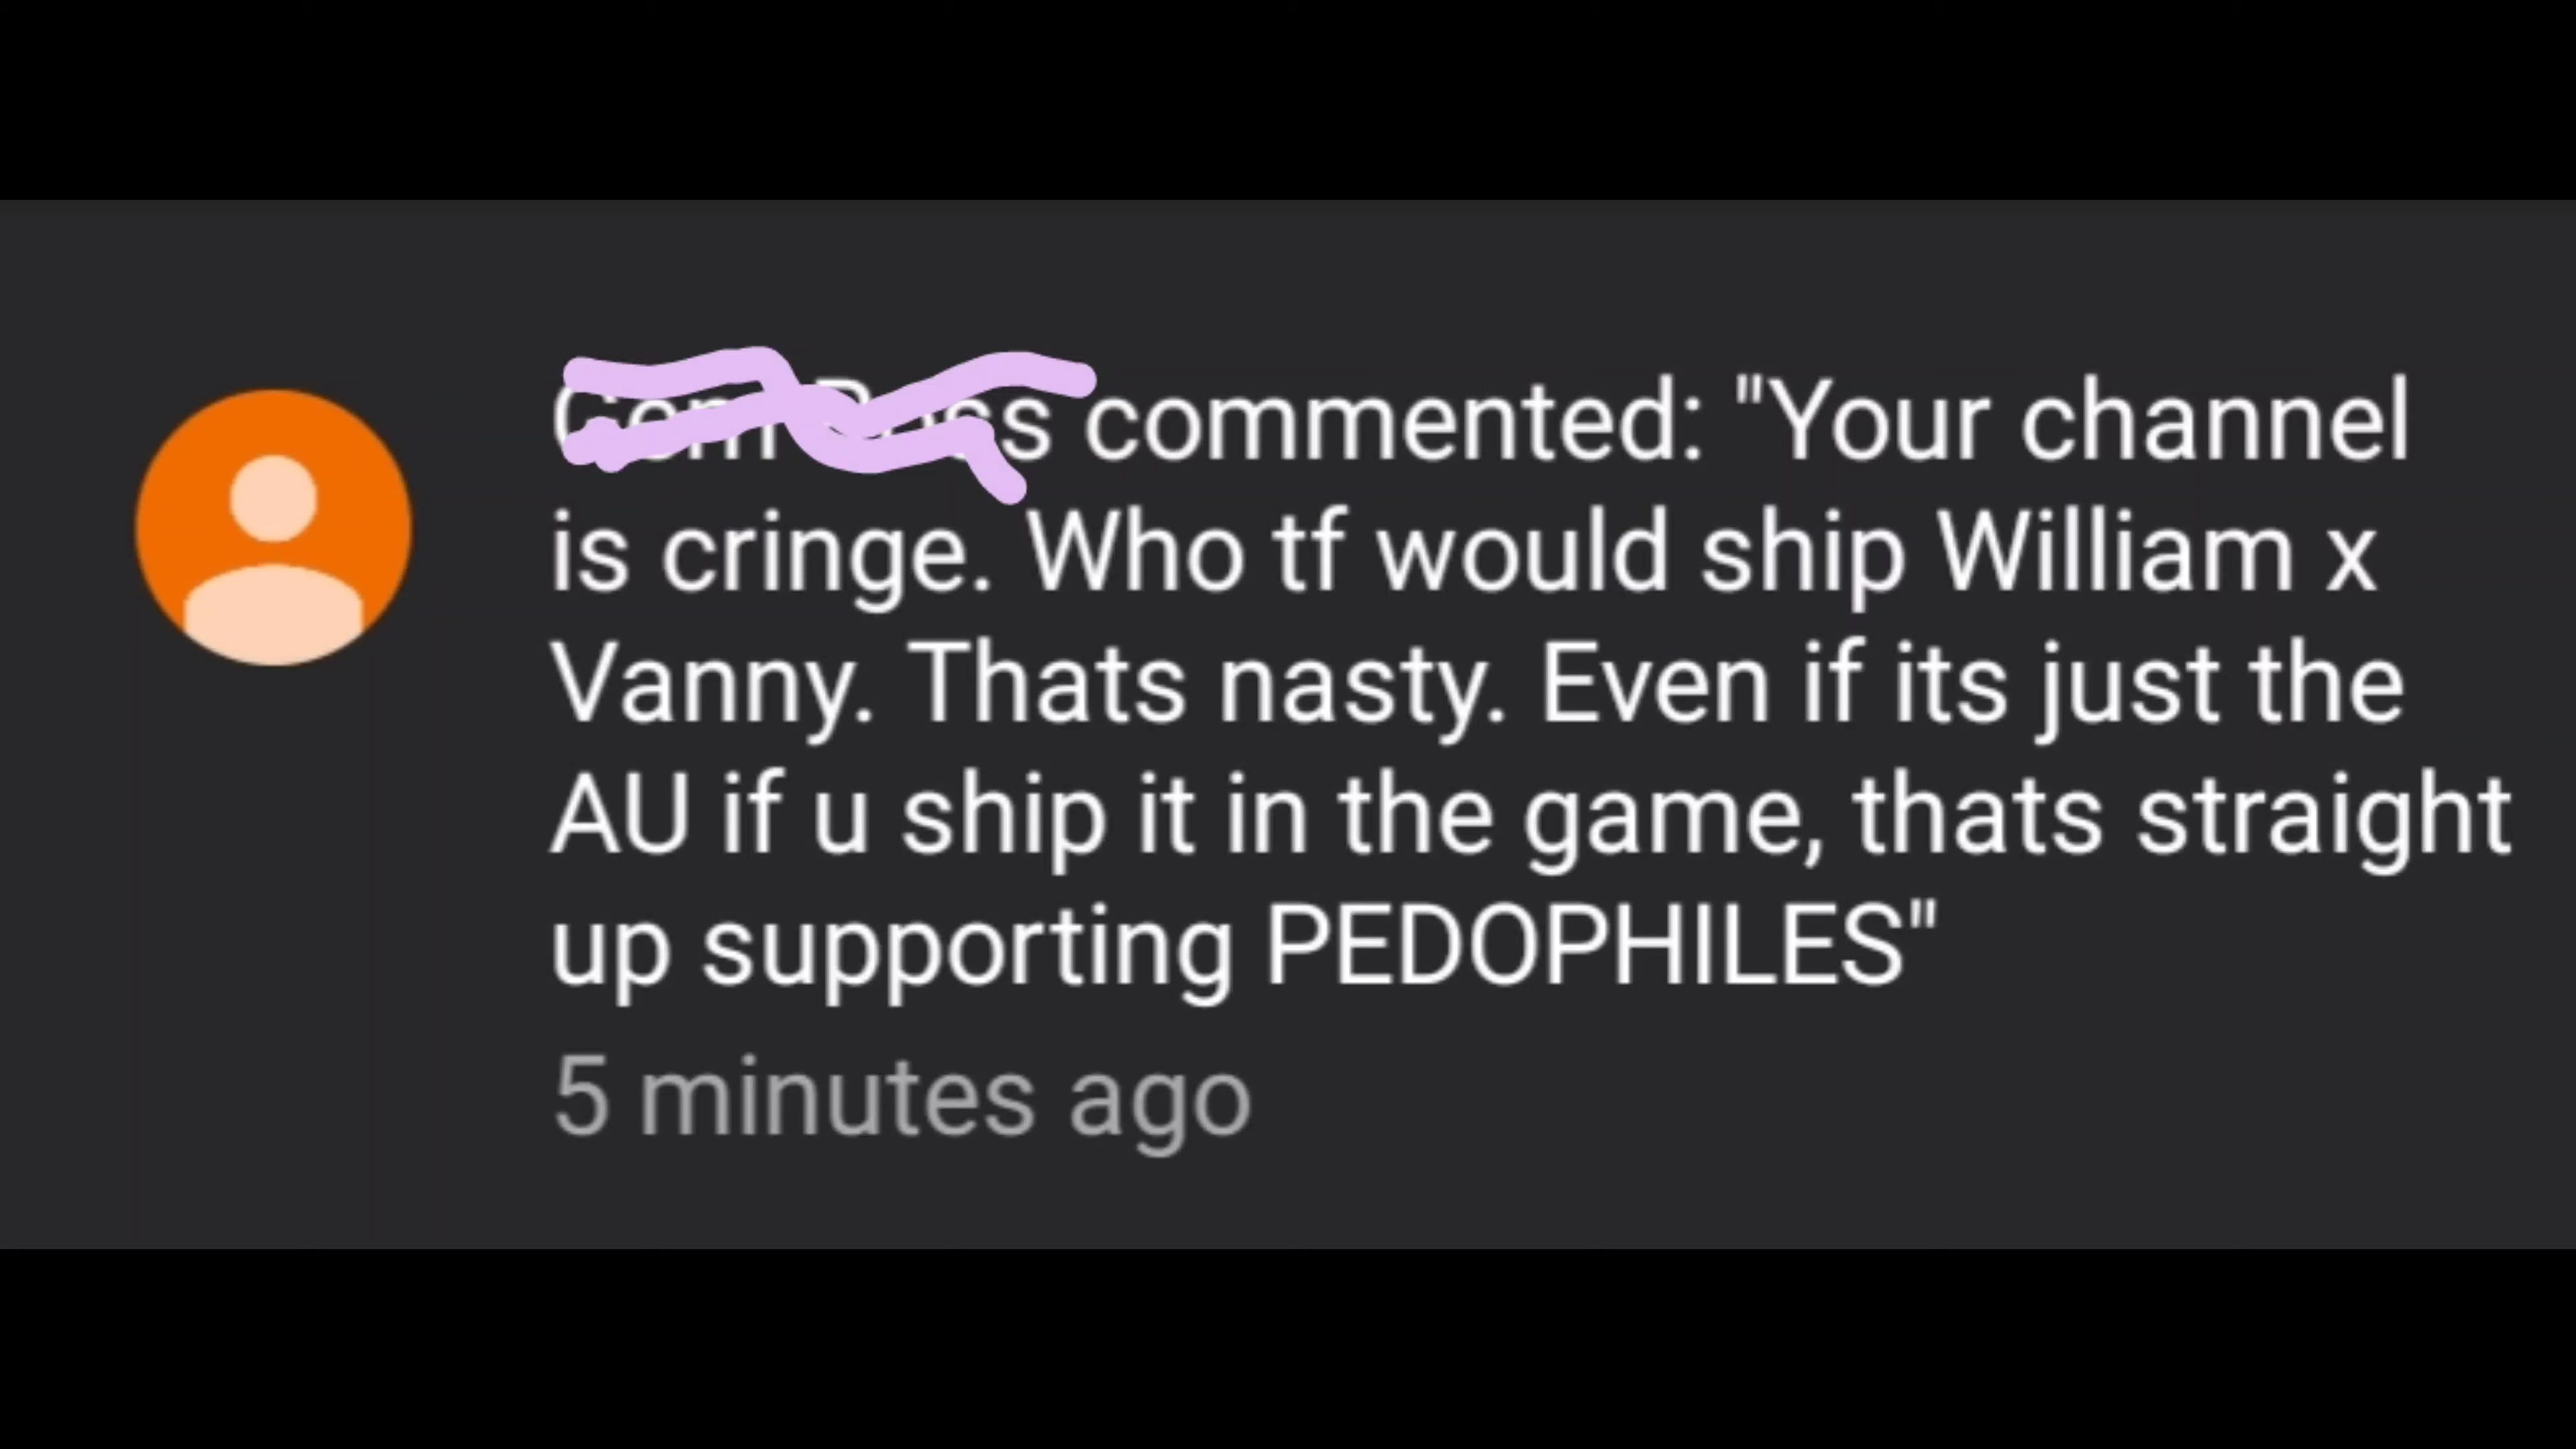 commented: "Your channel
is cringe. Who tf would ship William x
Vanny. Thats nasty. Even if its just the
AU if u ship it in the game, thats straight
up supporting PEDOPHILES"
5 minutes ago